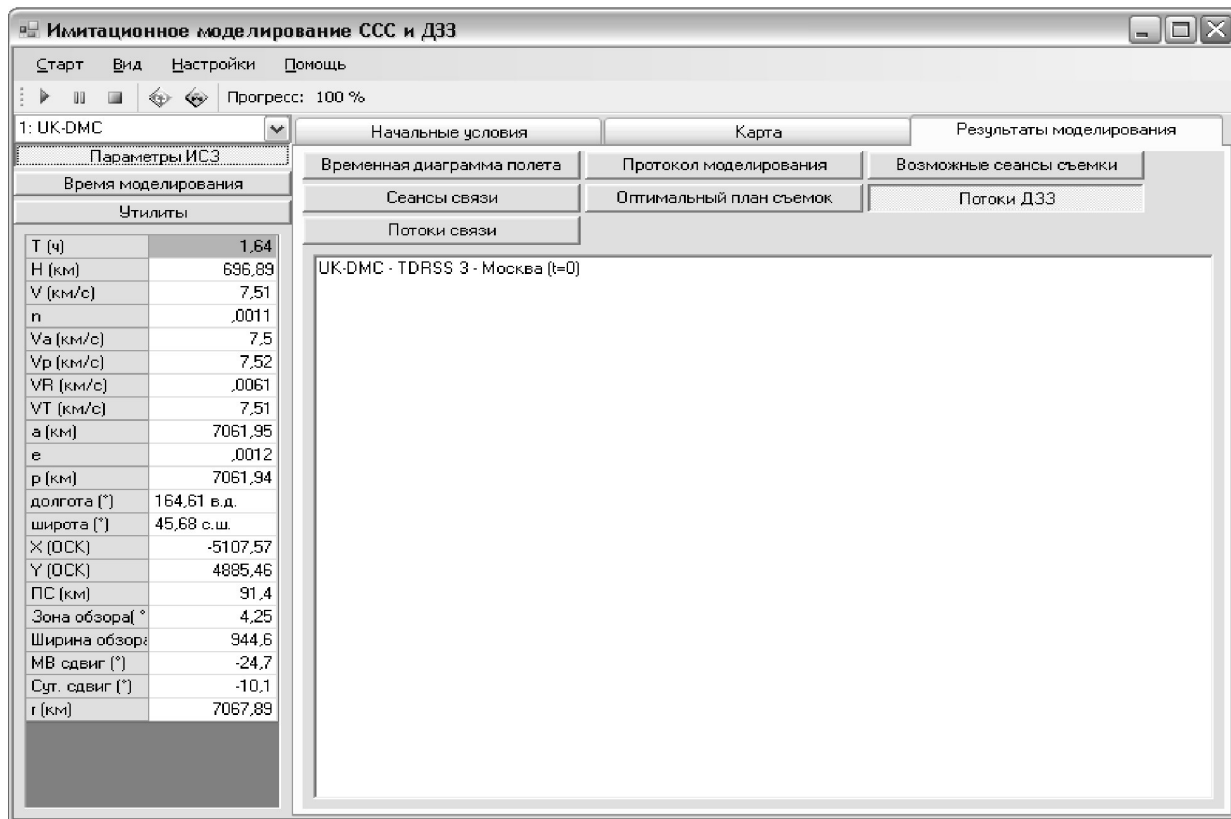 Имитационное моделирование ССС и ДЗЗ
Старт Вид Настройки Помощь
Прогресс: 100 %
1: UK-DMC
Параметры ИСЗ
Время моделирования
Утилиты
T (ч) 1,64
H (км) 696,89
V (км/с) 7,51
n ,0011
Va (км/с) 7,5
Vp (км/с) 7,52
VR (км/с) ,0061
VT (км/с) 7,51
a (км) 7061,95
e ,0012
p (км) 7061,94
долгота (°) 164,61 в.д.
широта (°) 45,68 с.ш.
X (ОСК) -5107,57
Y (ОСК) 4885,46
ПС (км) 91,4
Зона обзора( ° 4,25
Ширина обзора 944,6
МВ сдвиг (°) -24,7
Сут. сдвиг (°) -10,1
r (км) 7067,89
Начальные условия Карта Результаты моделирования
Временная диаграмма полета Протокол моделирования Возможные сеансы съемки
Сеансы связи Оптимальный план съемок Потоки ДЗЗ
Потоки связи
UK-DMC - TDRSS 3 - Москва (t=0)